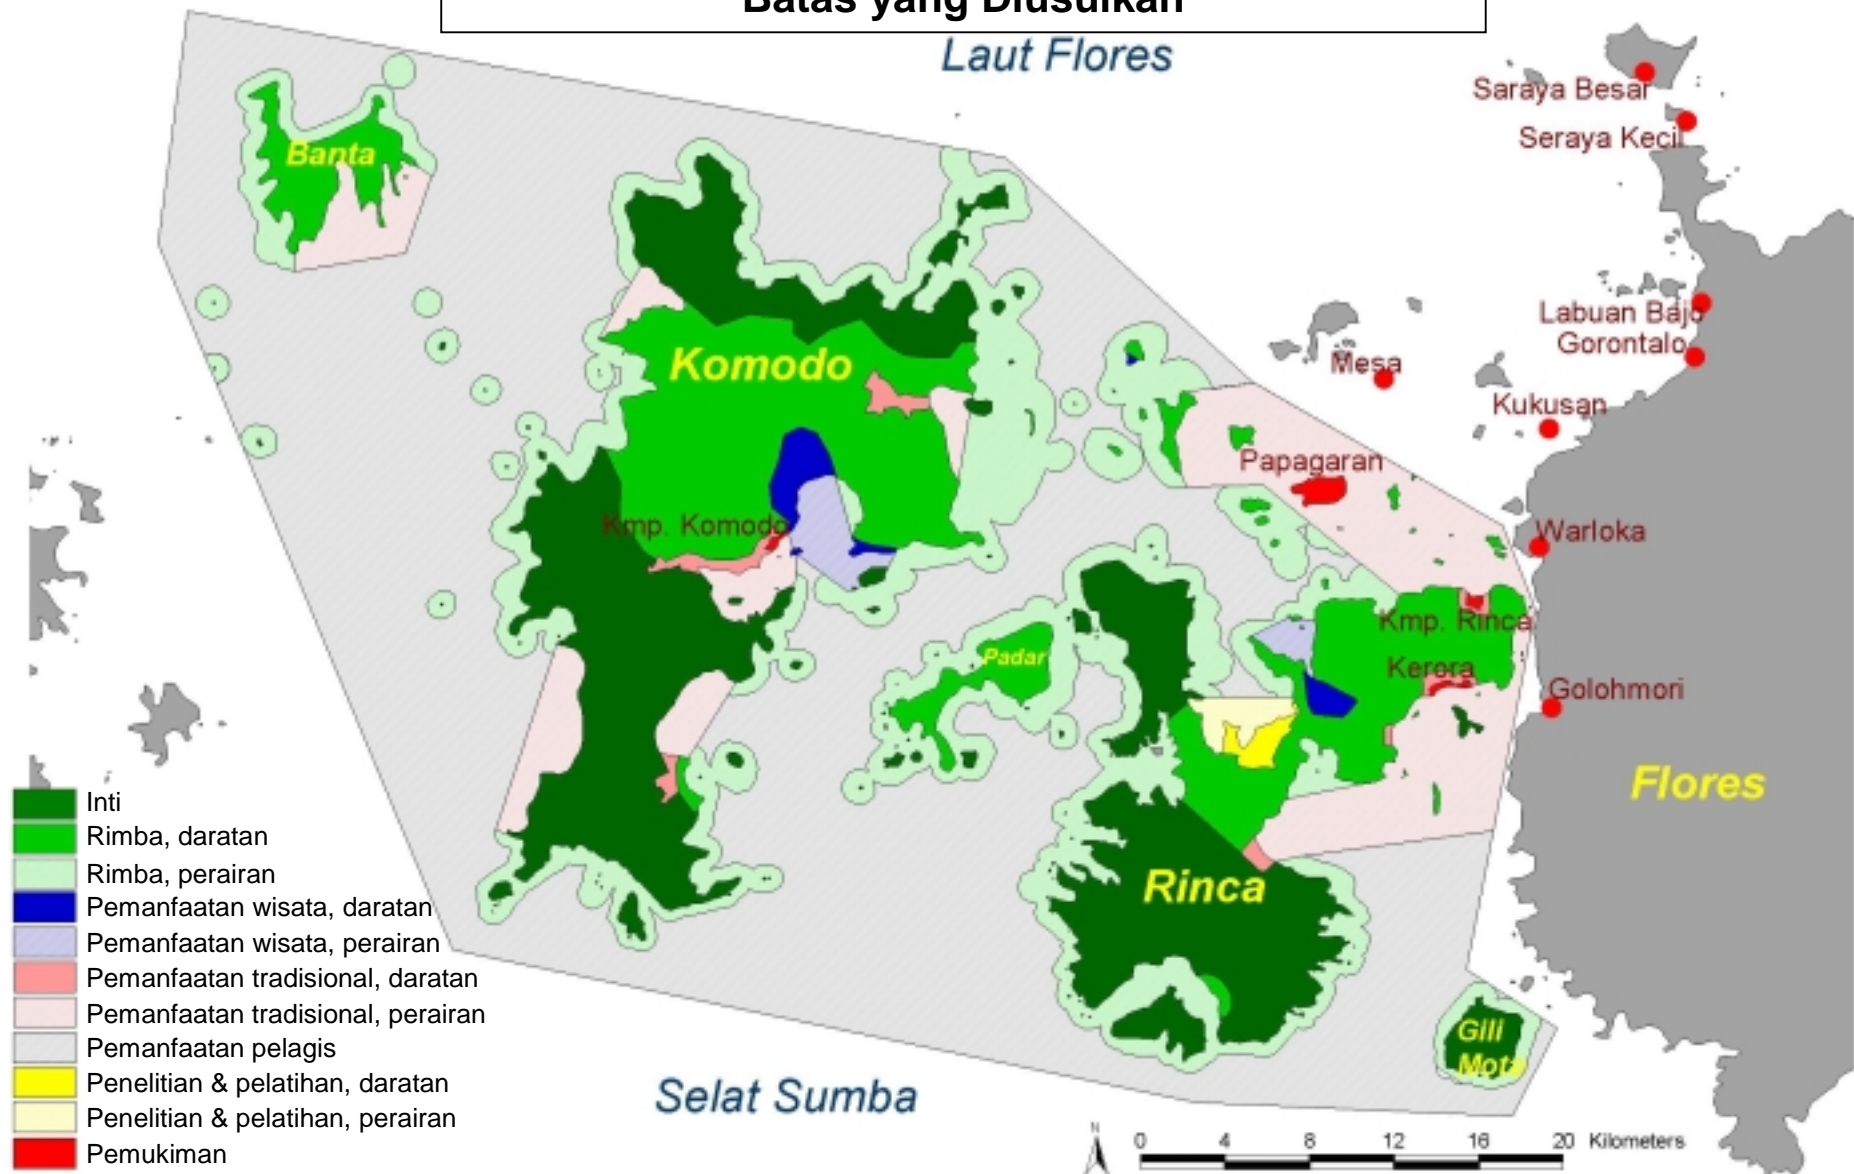 Batas yang Diusulkan
Laut Flores
Saraya Besar
Seraya Kecil
Banta
Labuan Bajo
Gorontalo
Mesa
Komodo
Kukusan
Papagaran
Kmp. Komodo
Warloka
Kmp. Rinca
Padar
Kerora
Golohmori
Flores
Rinca
Gili
Mota
Selat Sumba
Inti
Rimba, daratan
Rimba, perairan
Pemanfaatan wisata, daratan
Pemanfaatan wisata, perairan
Pemanfaatan tradisional, daratan
Pemanfaatan tradisional, perairan
Pemanfaatan pelagis
Penelitian & pelatihan, daratan
Penelitian & pelatihan, perairan
Pemukiman
N
0 4 8 12 16 20 Kilometers